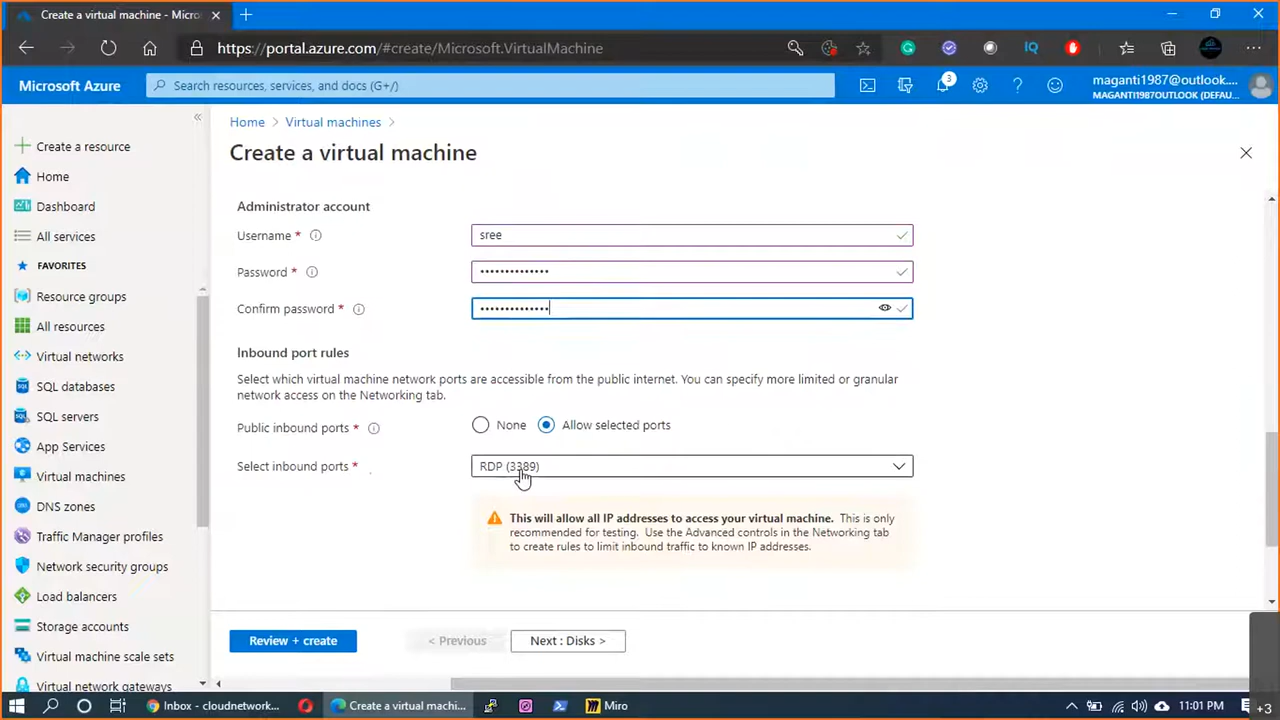 Create a virtual machine - Micro
https://portal.azure.com/#create/Microsoft.VirtualMachine
IQ
Microsoft Azure
Search resources, services, and docs (G+/)
3
maganti1987@outlook....
MAGANTI1987OUTLOOK (DEFAU...
Create a resource
Home
Dashboard
All services
FAVORITES
Resource groups
All resources
Virtual networks
SQL databases
SQL servers
App Services
Virtual machines
DNS zones
Traffic Manager profiles
Network security groups
Load balancers
Storage accounts
Virtual machine scale sets
Virtual network gateways
Home > Virtual machines >
Create a virtual machine
Administrator account
Username *
sree
Password *
••••••••••••••
Confirm password *
••••••••••••••
Inbound port rules
Select which virtual machine network ports are accessible from the public internet. You can specify more limited or granular
network access on the Networking tab.
Public inbound ports *
None
Allow selected ports
Select inbound ports *
RDP (3389)
This will allow all IP addresses to access your virtual machine. This is only
recommended for testing. Use the Advanced controls in the Networking tab
to create rules to limit inbound traffic to known IP addresses.
Review + create
< Previous
Next : Disks >
Inbox - cloudnetwork...
Create a virtual machi...
Miro
11:01 PM
+3